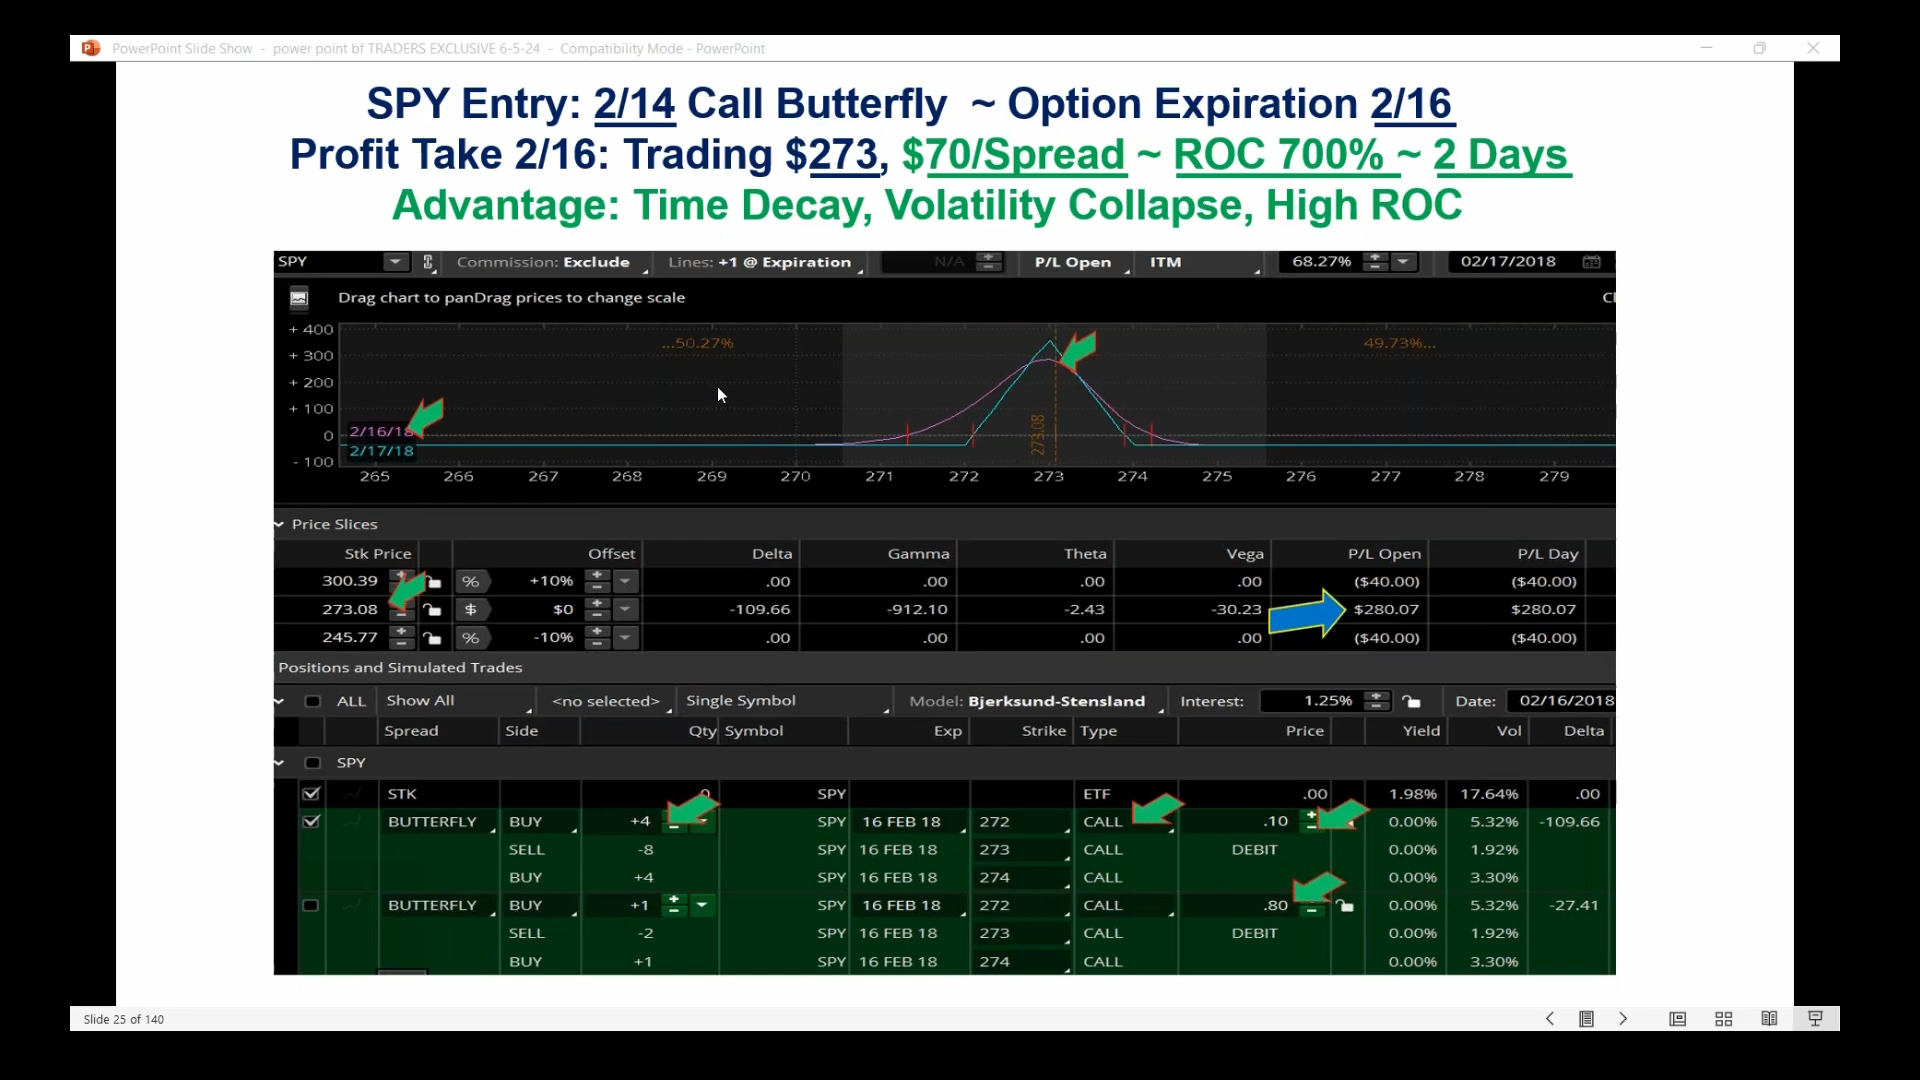 PowerPoint Slide Show - power point bf TRADERS EXCLUSIVE 6-5-24 - Compatibility Mode - PowerPoint
SPY Entry: 2/14 Call Butterfly ~ Option Expiration 2/16
Profit Take 2/16: Trading $273, $70/Spread ~ ROC 700% ~ 2 Days
Advantage: Time Decay, Volatility Collapse, High ROC
SPY Commission: Exclude Lines: +1 @ Expiration N/A P/L Open ITM 68.27% 02/17/2018
Drag chart to panDrag prices to change scale
+ 400
+ 300
+ 200
+ 100
0
- 100
...50.27% 49.73%...
273.08
2/16/18
2/17/18
265 266 267 268 269 270 271 272 273 274 275 276 277 278 279
Price Slices
Stk Price Offset Delta Gamma Theta Vega P/L Open P/L Day
300.39 % +10% .00 .00 .00 .00 ($40.00) ($40.00)
273.08 $ $0 -109.66 -912.10 -2.43 -30.23 $280.07 $280.07
245.77 % -10% .00 .00 .00 .00 ($40.00) ($40.00)
Positions and Simulated Trades
ALL Show All <no selected> Single Symbol Model: Bjerksund-Stensland Interest: 1.25% Date: 02/16/2018
Spread Side Qty Symbol Exp Strike Type Price Yield Vol Delta
SPY
STK 0 SPY ETF .00 1.98% 17.64% .00
BUTTERFLY BUY +4 SPY 16 FEB 18 272 CALL .10 0.00% 5.32% -109.66
SELL -8 SPY 16 FEB 18 273 CALL DEBIT 0.00% 1.92%
BUY +4 SPY 16 FEB 18 274 CALL 0.00% 3.30%
BUTTERFLY BUY +1 SPY 16 FEB 18 272 CALL .80 0.00% 5.32% -27.41
SELL -2 SPY 16 FEB 18 273 CALL DEBIT 0.00% 1.92%
BUY +1 SPY 16 FEB 18 274 CALL 0.00% 3.30%
Slide 25 of 140